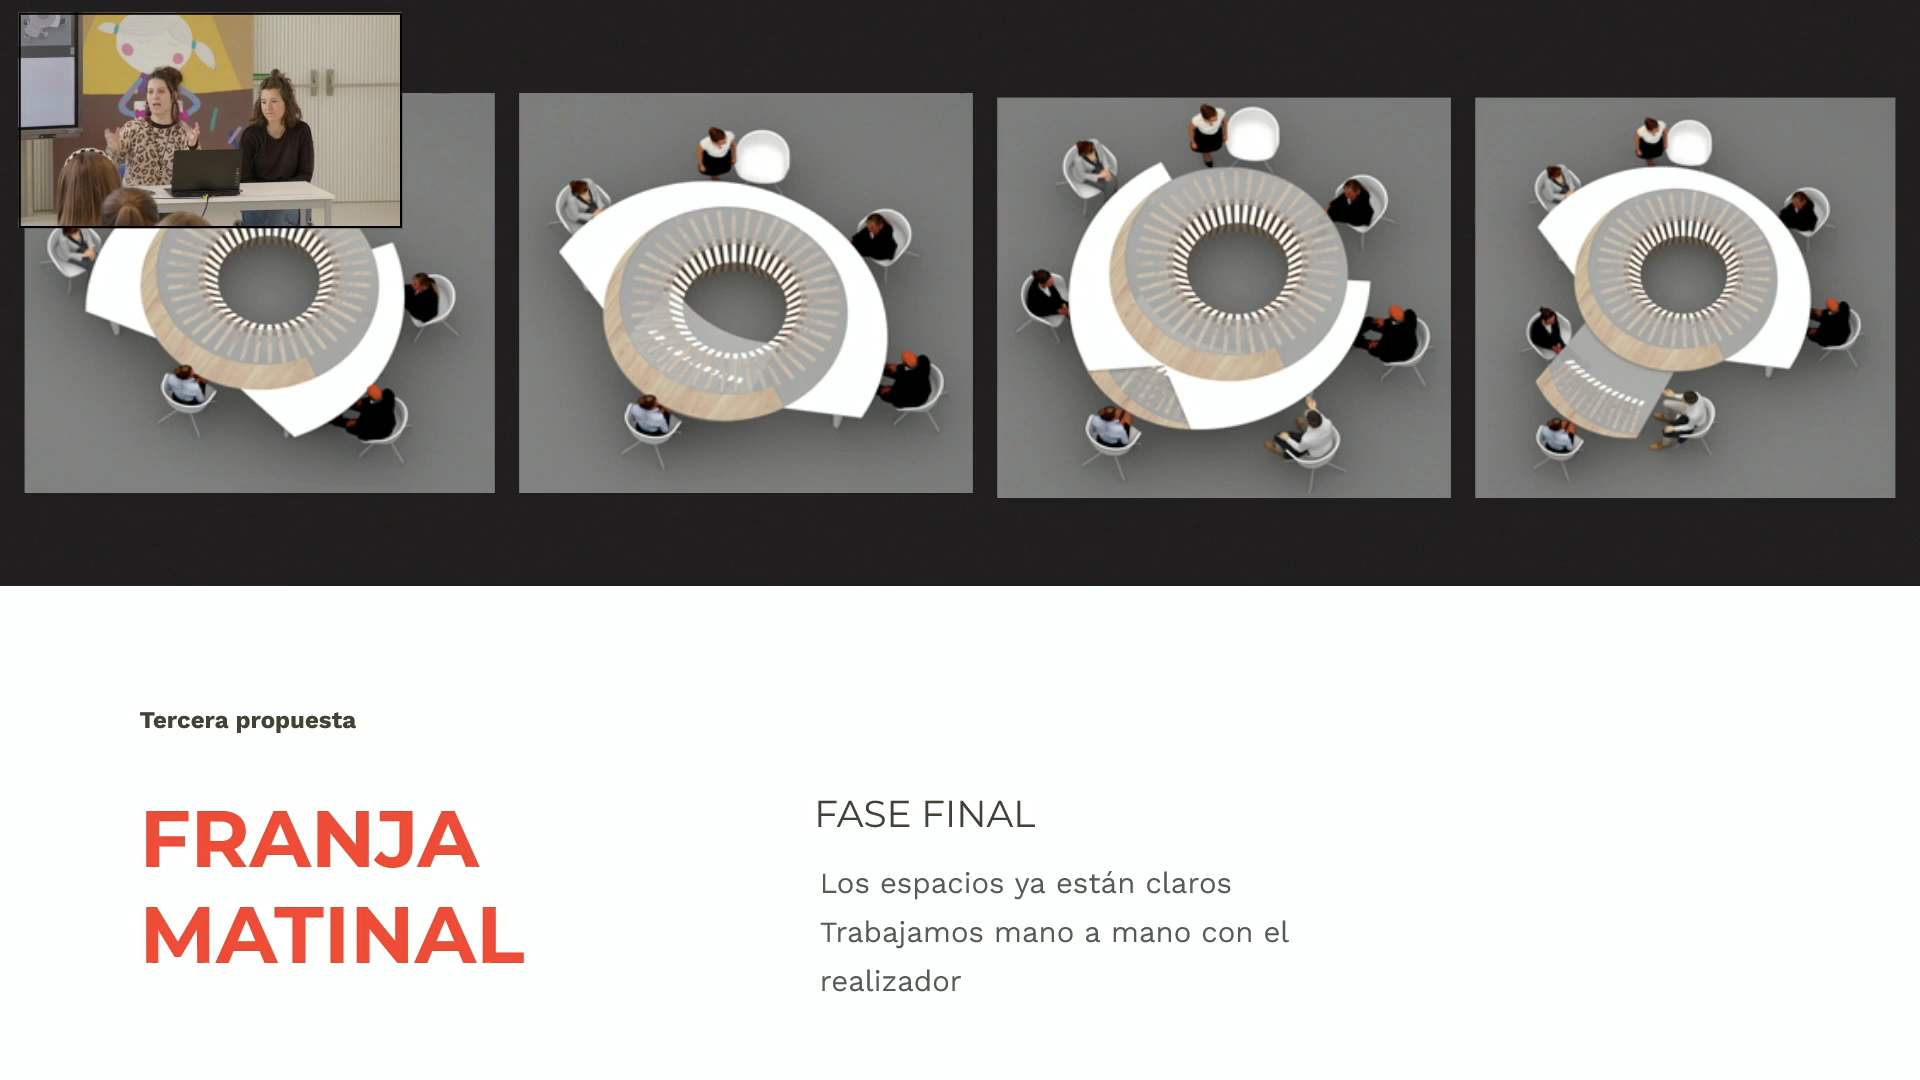 Tercera propuesta
FRANJA
MATINAL
FASE FINAL
Los espacios ya están claros
Trabajamos mano a mano con el
realizador